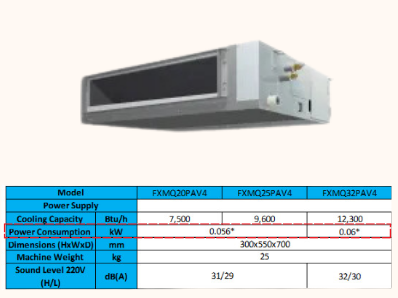 Model FXMQ20PAV4 FXMQ25PAV4 FXMQ32PAV4
Power Supply
Cooling Capacity Btu/h 7,500 9,600 12,300
Power Consumption kW 0.056* 0.06*
Dimensions (HxWxD) mm 300x550x700
Machine Weight kg 25
Sound Level 220V (H/L) dB(A) 31/29 32/30